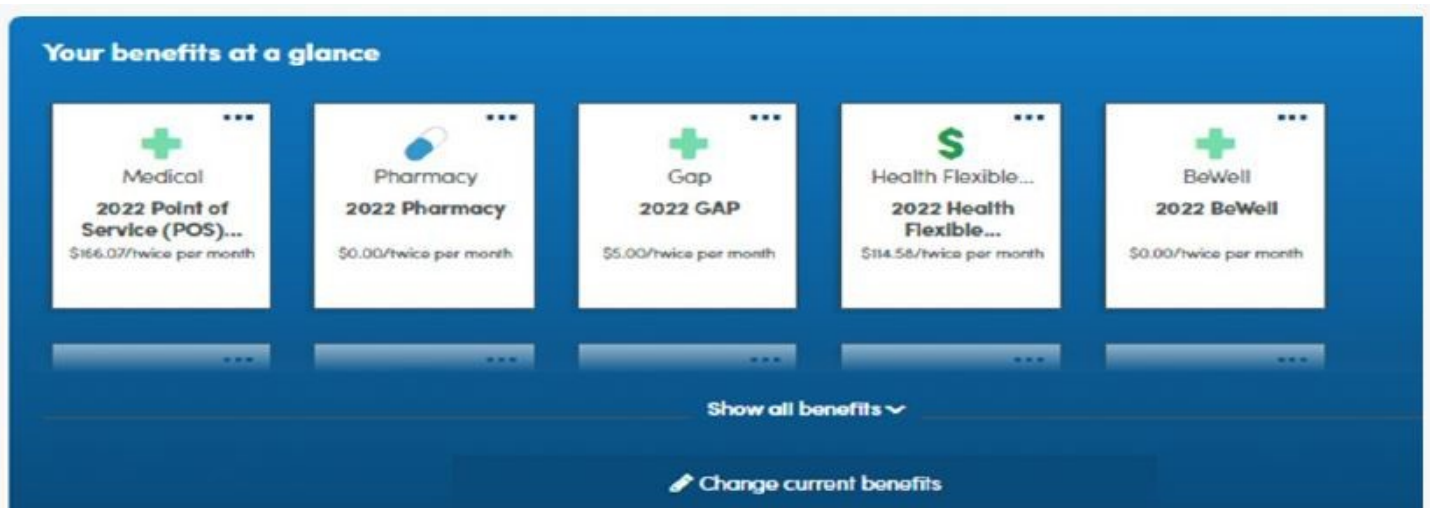 Your benefits at a glance
Medical
2022 Point of
Service (POS)...
$166.07/twice per month
Pharmacy
2022 Pharmacy
$0.00/twice per month
Gap
2022 GAP
$5.00/twice per month
Health Flexible...
2022 Health
Flexible...
$114.58/twice per month
BeWell
2022 BeWell
$0.00/twice per month
Show all benefits
Change current benefits